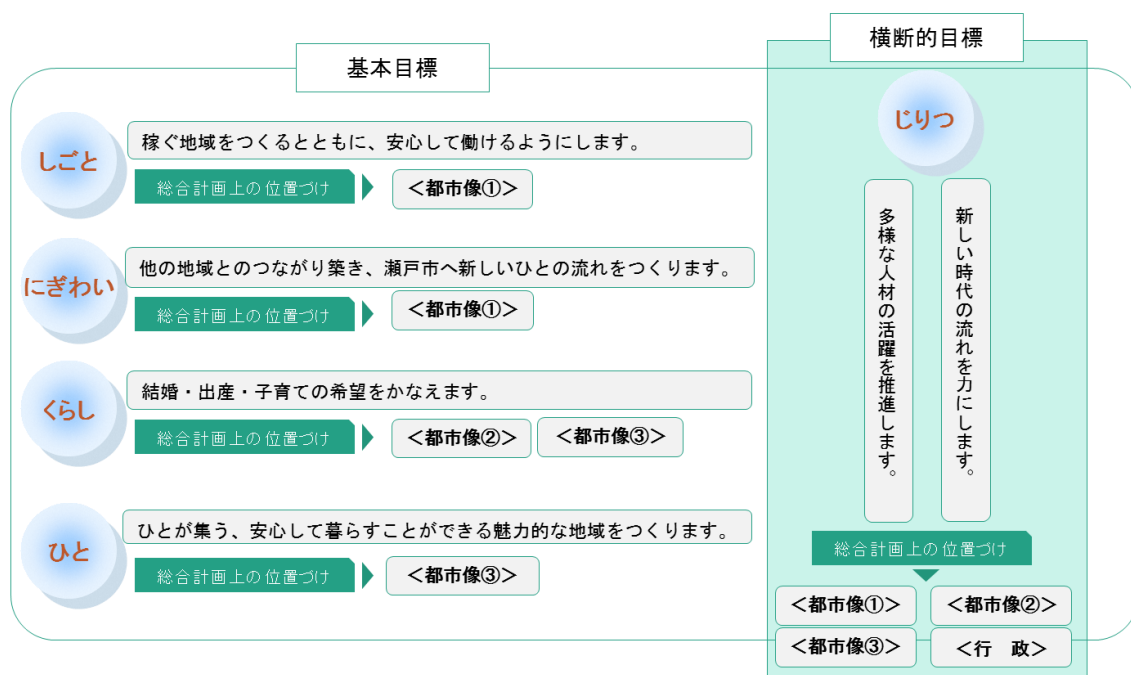 基本目標
しごと
稼ぐ地域をつくるとともに、安心して働けるようにします。
総合計画上の位置づけ
＜都市像①＞
にぎわい
他の地域とのつながり築き、瀬戸市へ新しいひとの流れをつくります。
総合計画上の位置づけ
＜都市像①＞
くらし
結婚・出産・子育ての希望をかなえます。
総合計画上の位置づけ
＜都市像②＞
＜都市像③＞
ひと
ひとが集う、安心して暮らすことができる魅力的な地域をつくります。
総合計画上の位置づけ
＜都市像③＞
横断的目標
じりつ
新しい時代の流れを力にします。
多様な人材の活躍を推進します。
総合計画上の位置づけ
＜都市像①＞
＜都市像②＞
＜都市像③＞
＜行　政＞